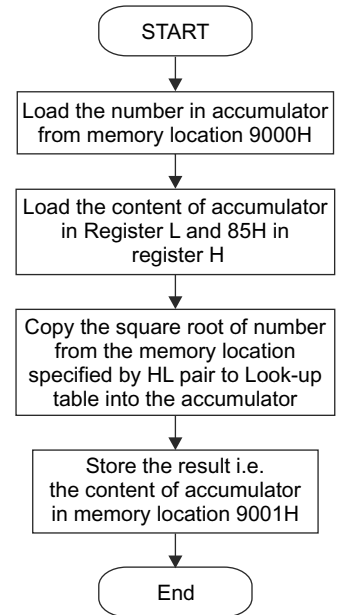 START
Load the number in accumulator
from memory location 9000H
Load the content of accumulator
in Register L and 85H in
register H
Copy the square root of number
from the memory location
specified by HL pair to Look-up
table into the accumulator
Store the result i.e.
the content of accumulator
in memory location 9001H
End